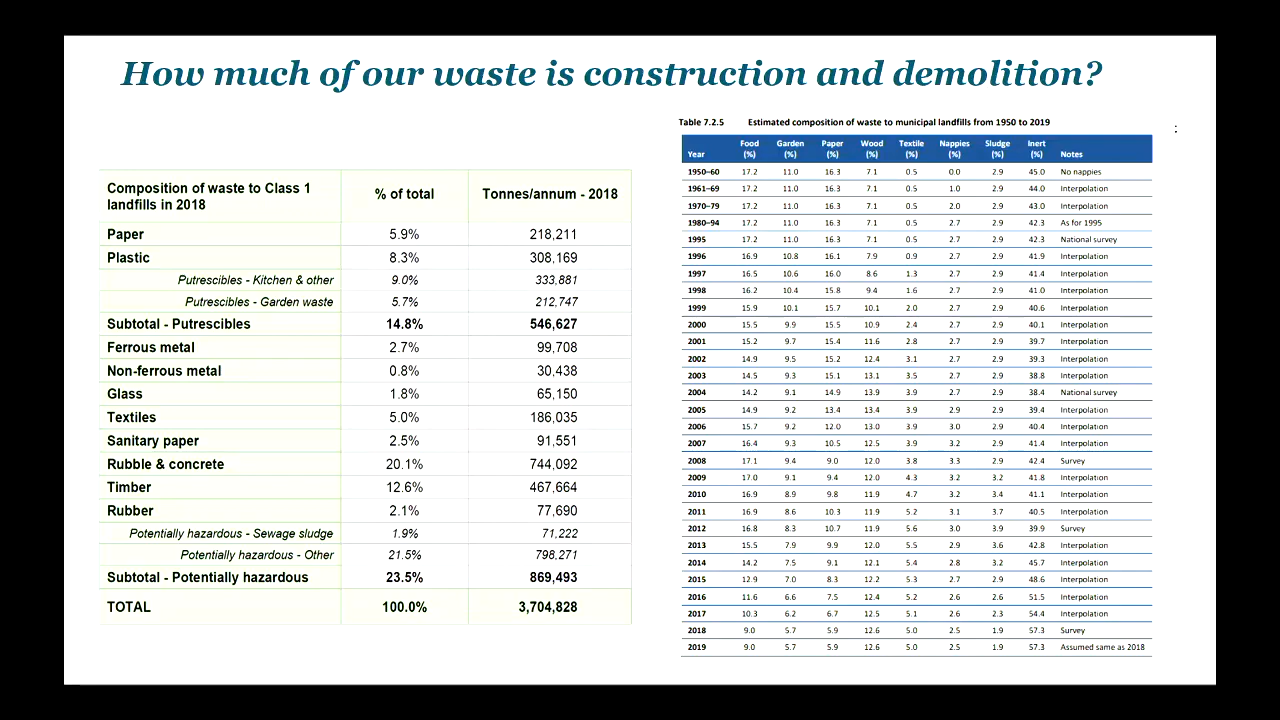 How much of our waste is construction and demolition?
Composition of waste to Class 1 landfills in 2018 % of total Tonnes/annum - 2018
Paper 5.9% 218,211
Plastic 8.3% 308,169
Putrescibles - Kitchen & other 9.0% 333,881
Putrescibles - Garden waste 5.7% 212,747
Subtotal - Putrescibles 14.8% 546,627
Ferrous metal 2.7% 99,708
Non-ferrous metal 0.8% 30,438
Glass 1.8% 65,150
Textiles 5.0% 186,035
Sanitary paper 2.5% 91,551
Rubble & concrete 20.1% 744,092
Timber 12.6% 467,664
Rubber 2.1% 77,690
Potentially hazardous - Sewage sludge 1.9% 71,222
Potentially hazardous - Other 21.5% 798,271
Subtotal - Potentially hazardous 23.5% 869,493
TOTAL 100.0% 3,704,828
Table 7.2.5 Estimated composition of waste to municipal landfills from 1950 to 2019
:
Year Food (%) Garden (%) Paper (%) Wood (%) Textile (%) Nappies (%) Sludge (%) Inert (%) Notes
1950–60 17.2 11.0 16.3 7.1 0.5 0.0 2.9 45.0 No nappies
1961–69 17.2 11.0 16.3 7.1 0.5 1.0 2.9 44.0 Interpolation
1970–79 17.2 11.0 16.3 7.1 0.5 2.0 2.9 43.0 Interpolation
1980–94 17.2 11.0 16.3 7.1 0.5 2.7 2.9 42.3 As for 1995
1995 17.2 11.0 16.3 7.1 0.5 2.7 2.9 42.3 National survey
1996 16.9 10.8 16.1 7.9 0.9 2.7 2.9 41.9 Interpolation
1997 16.5 10.6 16.0 8.6 1.3 2.7 2.9 41.4 Interpolation
1998 16.2 10.4 15.8 9.4 1.6 2.7 2.9 41.0 Interpolation
1999 15.9 10.1 15.7 10.1 2.0 2.7 2.9 40.6 Interpolation
2000 15.5 9.9 15.5 10.9 2.4 2.7 2.9 40.1 Interpolation
2001 15.2 9.7 15.4 11.6 2.8 2.7 2.9 39.7 Interpolation
2002 14.9 9.5 15.2 12.4 3.1 2.7 2.9 39.3 Interpolation
2003 14.5 9.3 15.1 13.1 3.5 2.7 2.9 38.8 Interpolation
2004 14.2 9.1 14.9 13.9 3.9 2.7 2.9 38.4 National survey
2005 14.9 9.2 13.4 13.4 3.9 2.9 2.9 39.4 Interpolation
2006 15.7 9.2 12.0 13.0 3.9 3.0 2.9 40.4 Interpolation
2007 16.4 9.3 10.5 12.5 3.9 3.2 2.9 41.4 Interpolation
2008 17.1 9.4 9.0 12.0 3.8 3.3 2.9 42.4 Survey
2009 17.0 9.1 9.4 12.0 4.3 3.2 3.2 41.8 Interpolation
2010 16.9 8.9 9.8 11.9 4.7 3.2 3.4 41.1 Interpolation
2011 16.9 8.6 10.3 11.9 5.2 3.1 3.7 40.5 Interpolation
2012 16.8 8.3 10.7 11.9 5.6 3.0 3.9 39.9 Survey
2013 15.5 7.9 9.9 12.0 5.5 2.9 3.6 42.8 Interpolation
2014 14.2 7.5 9.1 12.1 5.4 2.8 3.2 45.7 Interpolation
2015 12.9 7.0 8.3 12.2 5.3 2.7 2.9 48.6 Interpolation
2016 11.6 6.6 7.5 12.4 5.2 2.6 2.6 51.5 Interpolation
2017 10.3 6.2 6.7 12.5 5.1 2.6 2.3 54.4 Interpolation
2018 9.0 5.7 5.9 12.6 5.0 2.5 1.9 57.3 Survey
2019 9.0 5.7 5.9 12.6 5.0 2.5 1.9 57.3 Assumed same as 2018